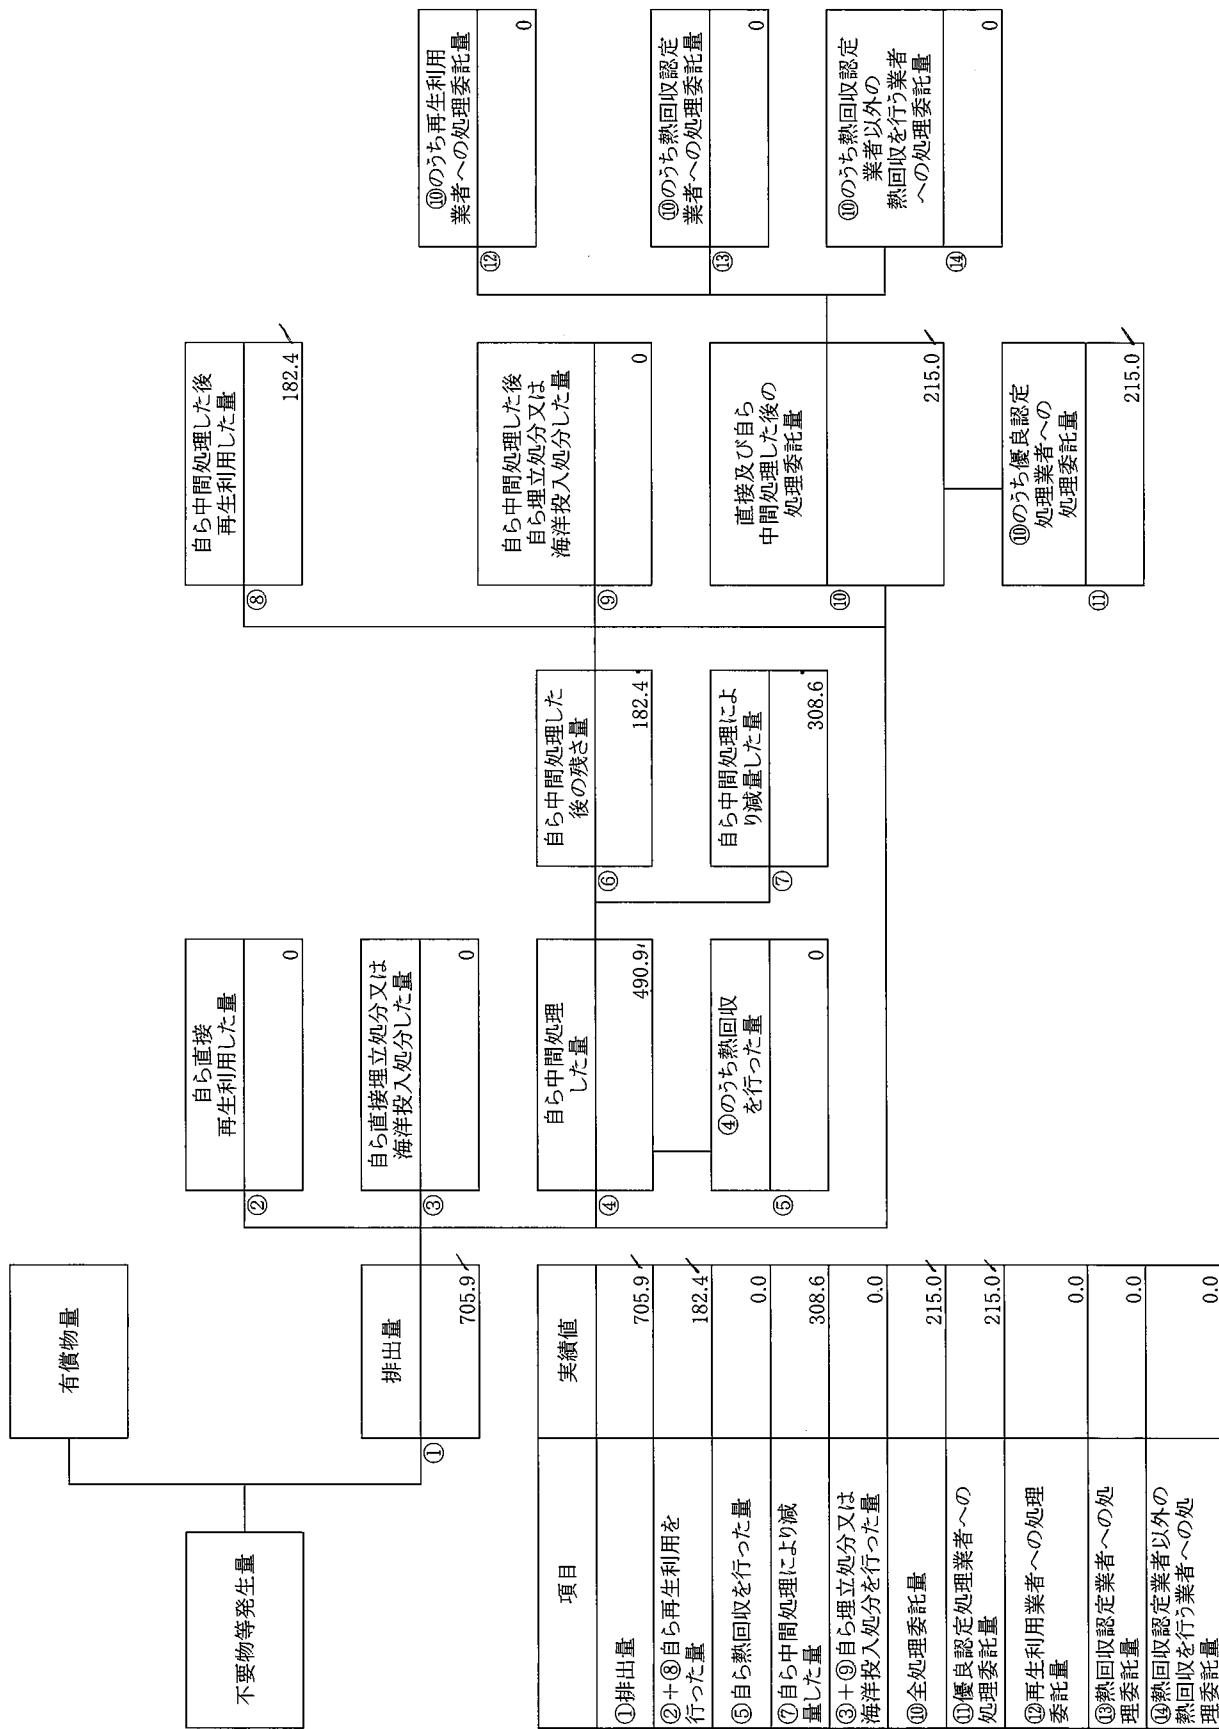 不要物等発生量
有償物量
排出量
①
705.9
自ら直接
再生利用した量
②
0
自ら直接埋立処分又は
海洋投入処分した量
③
0
自ら中間処理
した量
④
490.9
④のうち熱回収
を行った量
⑤
0
自ら中間処理した
後の残さ量
⑥
182.4
自ら中間処理によ
り減量した量
⑦
308.6
自ら中間処理した後
再生利用した量
⑧
182.4
自ら中間処理した後
自ら埋立処分又は
海洋投入処分した量
⑨
0
直接及び自ら
中間処理した後の
処理委託量
⑩
215.0
⑩のうち優良認定
処理業者への
処理委託量
⑪
215.0
⑩のうち再生利用
業者への処理委託量
⑫
0
⑩のうち熱回収認定
業者への処理委託量
⑬
0
⑩のうち熱回収認定
業者以外の
熱回収を行う業者
への処理委託量
⑭
0
項目
実績値
①排出量
705.9
②+⑧自ら再生利用を
行った量
182.4
⑤自ら熱回収を行った量
0.0
⑦自ら中間処理により減
量した量
308.6
③+⑨自ら埋立処分又は
海洋投入処分を行った量
0.0
⑩全処理委託量
215.0
⑪優良認定処理業者への
処理委託量
215.0
⑫再生利用業者への処理
委託量
0.0
⑬熱回収認定業者への処
理委託量
0.0
⑭熱回収認定業者以外の
熱回収を行う業者への処
理委託量
0.0